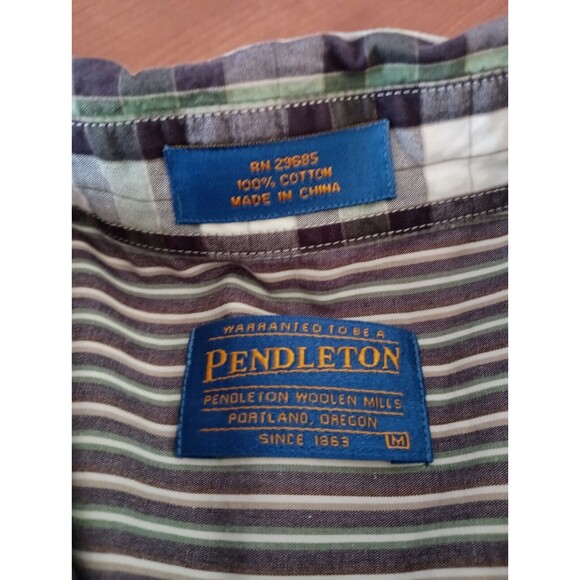 RN 29685
100% COTTON
MADE IN CHINA
WARRANTED TO BE A
PENDLETON
PENDLETON WOOLEN MILLS
PORTLAND, OREGON
SINCE 1863 M